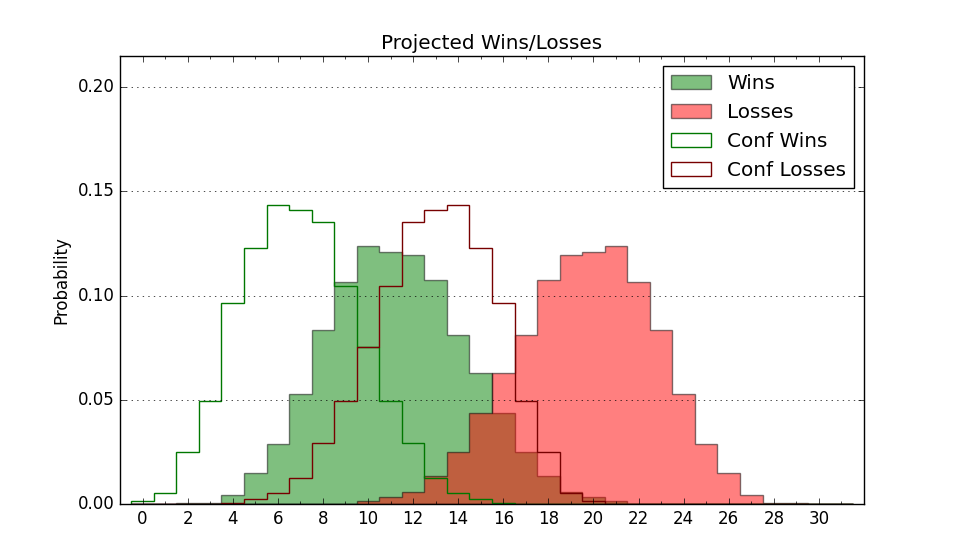 Projected Wins/Losses
Wins
Losses
Conf Wins
Conf Losses
Probability
0.20
0.15
0.10
0.05
0.00
0 2 4 6 8 10 12 14 16 18 20 22 24 26 28 30